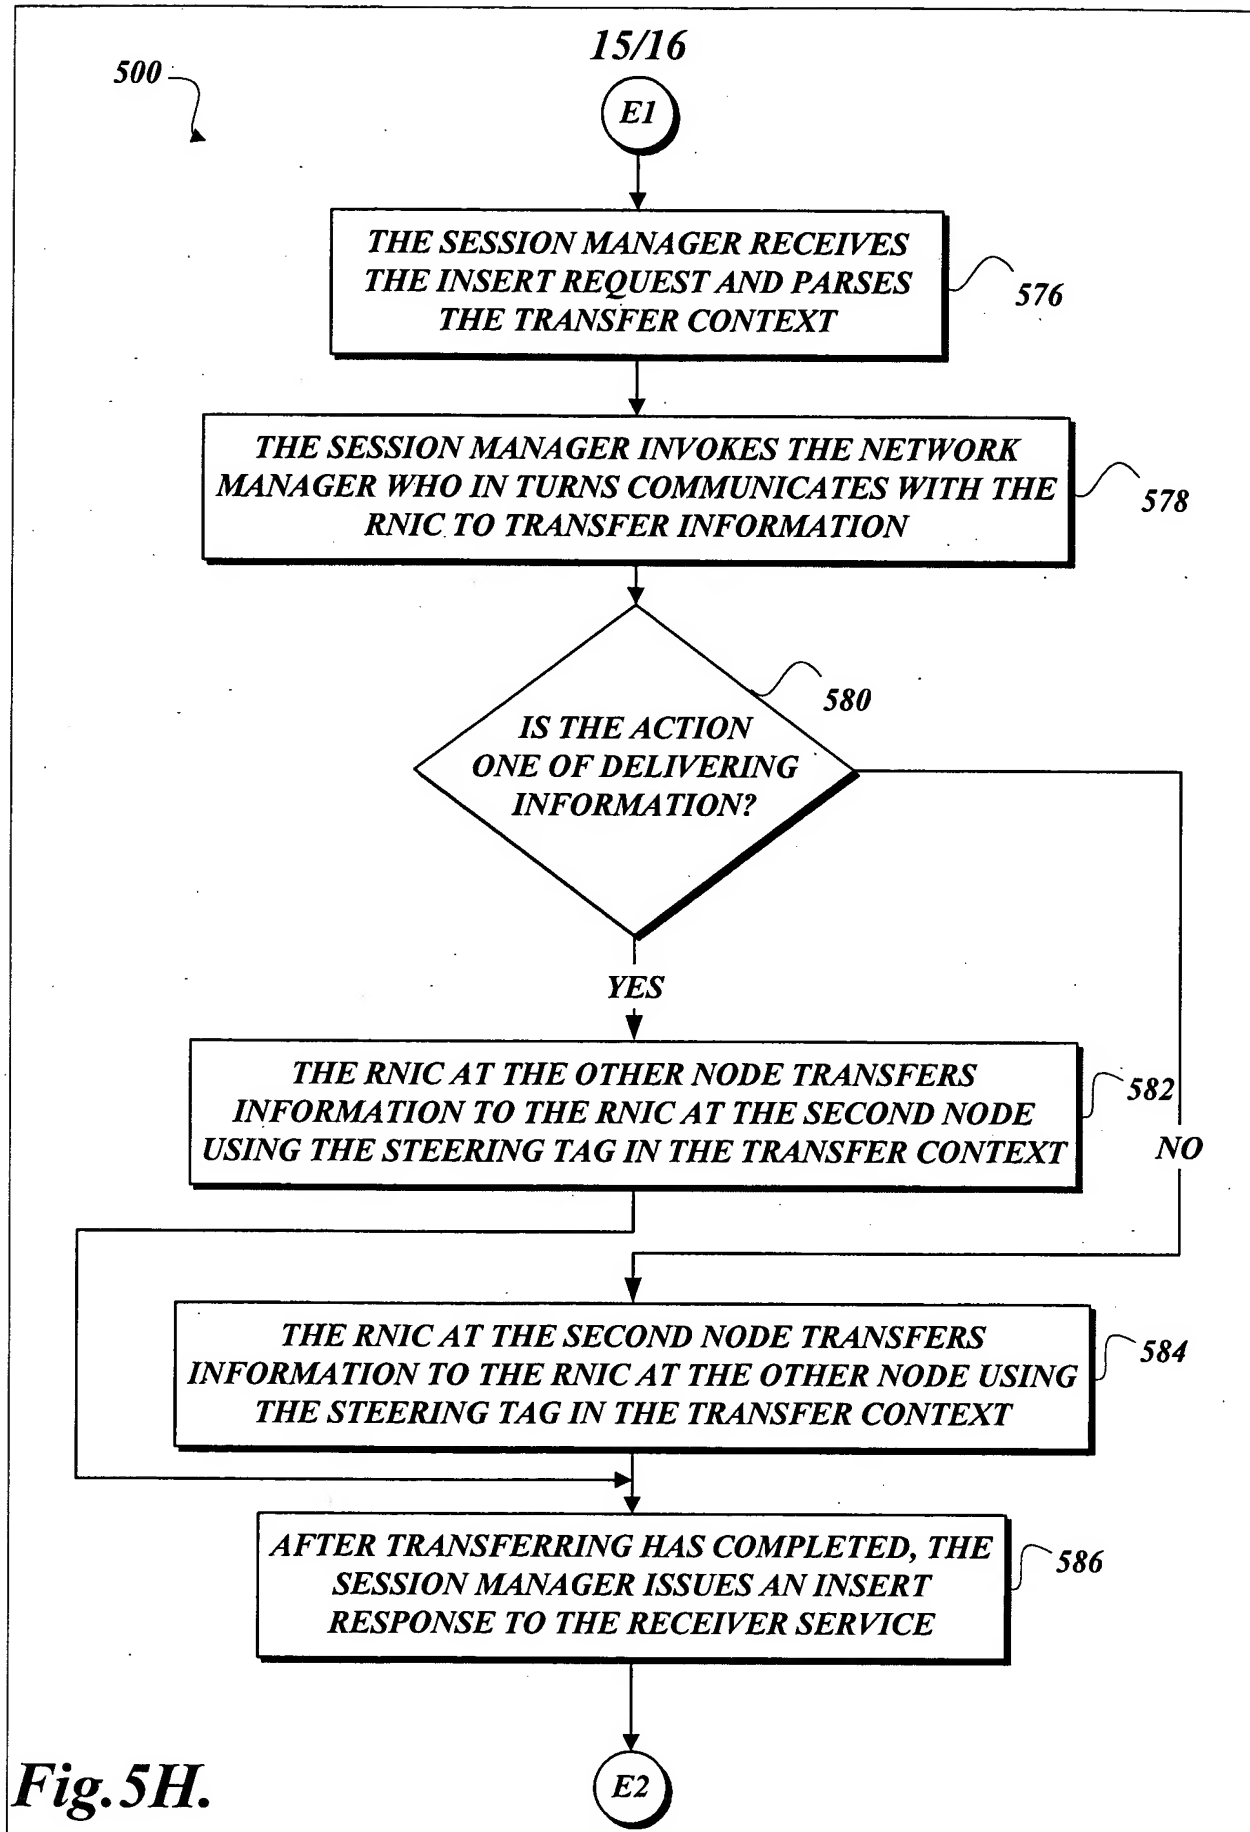 15/16
500
E1
THE SESSION MANAGER RECEIVES
THE INSERT REQUEST AND PARSES
THE TRANSFER CONTEXT
576
THE SESSION MANAGER INVOKES THE NETWORK
MANAGER WHO IN TURNS COMMUNICATES WITH THE
RNIC TO TRANSFER INFORMATION
578
580
IS THE ACTION
ONE OF DELIVERING
INFORMATION?
YES
THE RNIC AT THE OTHER NODE TRANSFERS
INFORMATION TO THE RNIC AT THE SECOND NODE
USING THE STEERING TAG IN THE TRANSFER CONTEXT
582
NO
THE RNIC AT THE SECOND NODE TRANSFERS
INFORMATION TO THE RNIC AT THE OTHER NODE USING
THE STEERING TAG IN THE TRANSFER CONTEXT
584
AFTER TRANSFERRING HAS COMPLETED, THE
SESSION MANAGER ISSUES AN INSERT
RESPONSE TO THE RECEIVER SERVICE
586
E2
Fig.5H.